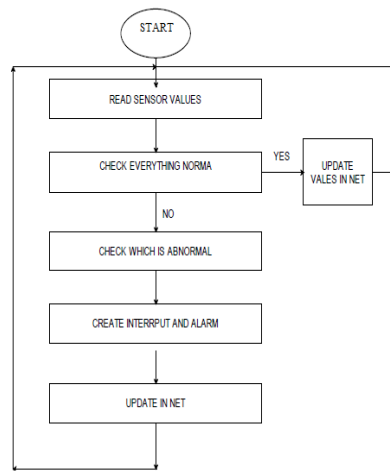 START
READ SENSOR VALUES
CHECK EVERYTHING NORMA
YES
UPDATE
VALES IN NET
NO
CHECK WHICH IS ABNORMAL
CREATE INTERRPUT AND ALARM
UPDATE IN NET